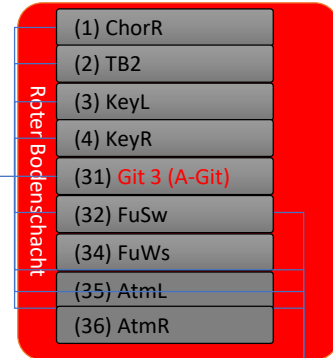 Roter Bodenschacht
(1) ChorR
(2) TB2
(3) KeyL
(4) KeyR
(31) Git 3 (A-Git)
(32) FuSw
(34) FuWs
(35) AtmL
(36) AtmR